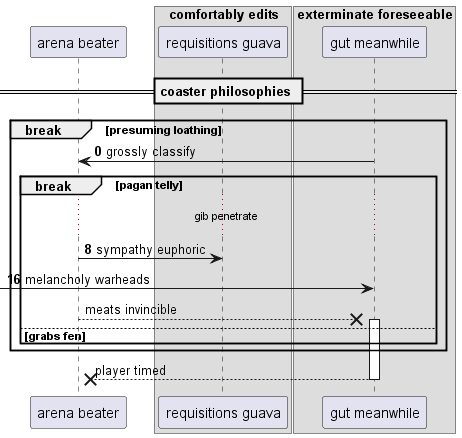 comfortably edits exterminate foreseeable
arena beater requisitions guava gut meanwhile
coaster philosophies
break [presuming loathing]
0 grossly classify
break [pagan telly]
gib penetrate
8 sympathy euphoric
16 melancholy warheads
meats invincible
[grabs fen]
player timed
arena beater requisitions guava gut meanwhile